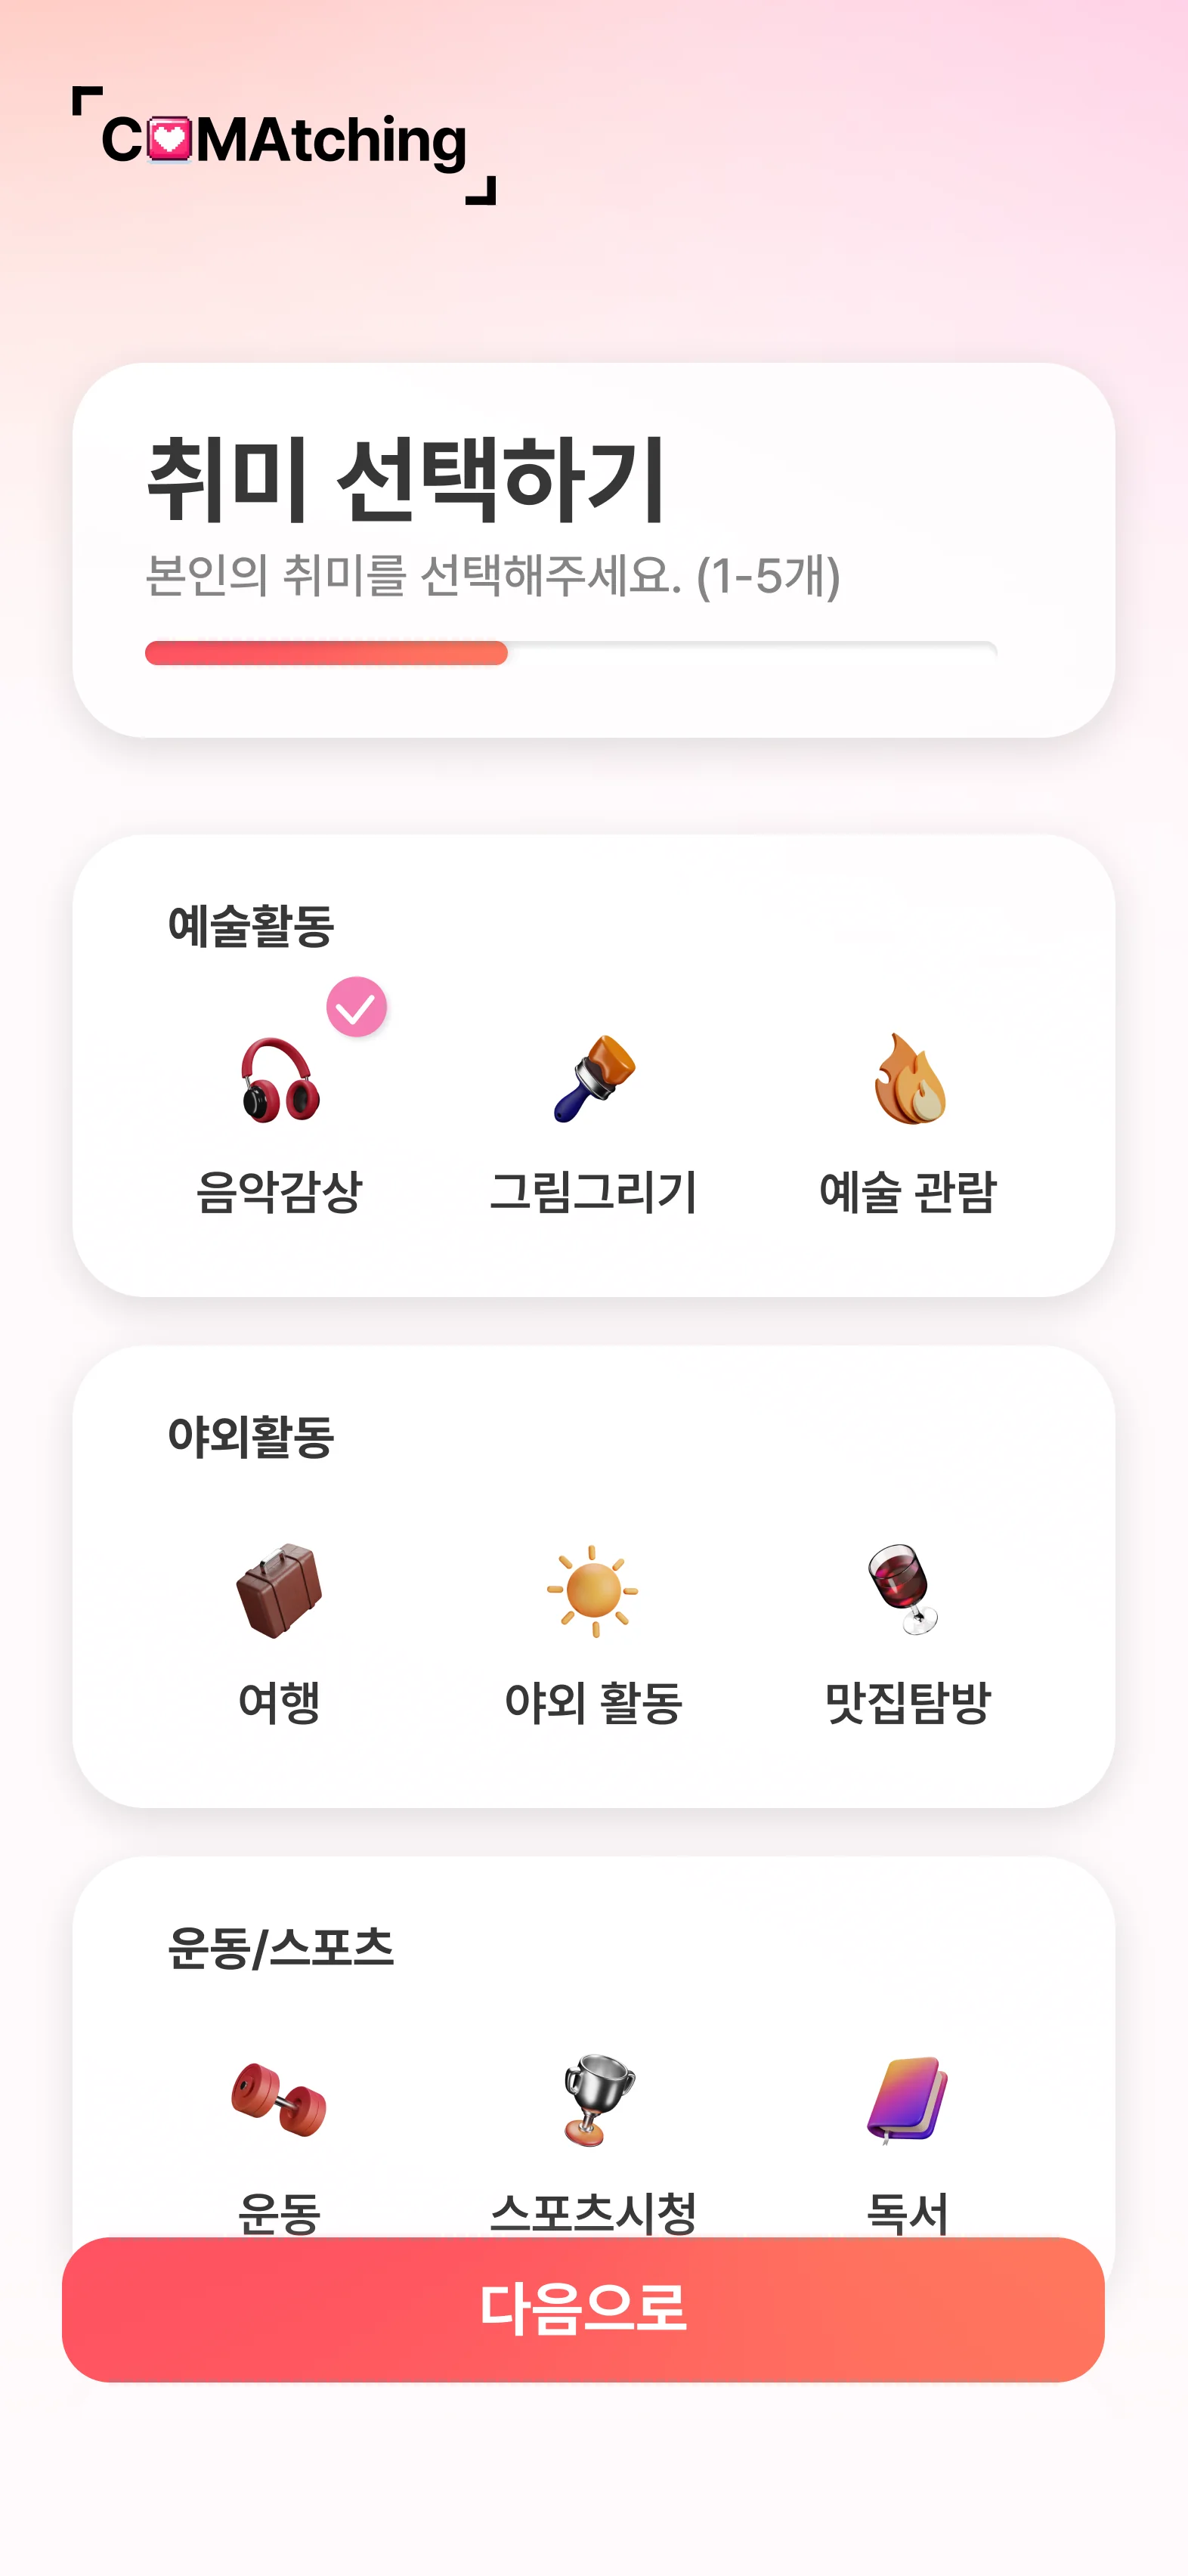 COMAtching
취미 선택하기
본인의 취미를 선택해주세요. (1-5개)
예술활동
음악감상 그림그리기 예술 관람
야외활동
여행 야외 활동 맛집탐방
운동/스포츠
운동 스포츠시청 독서
다음으로